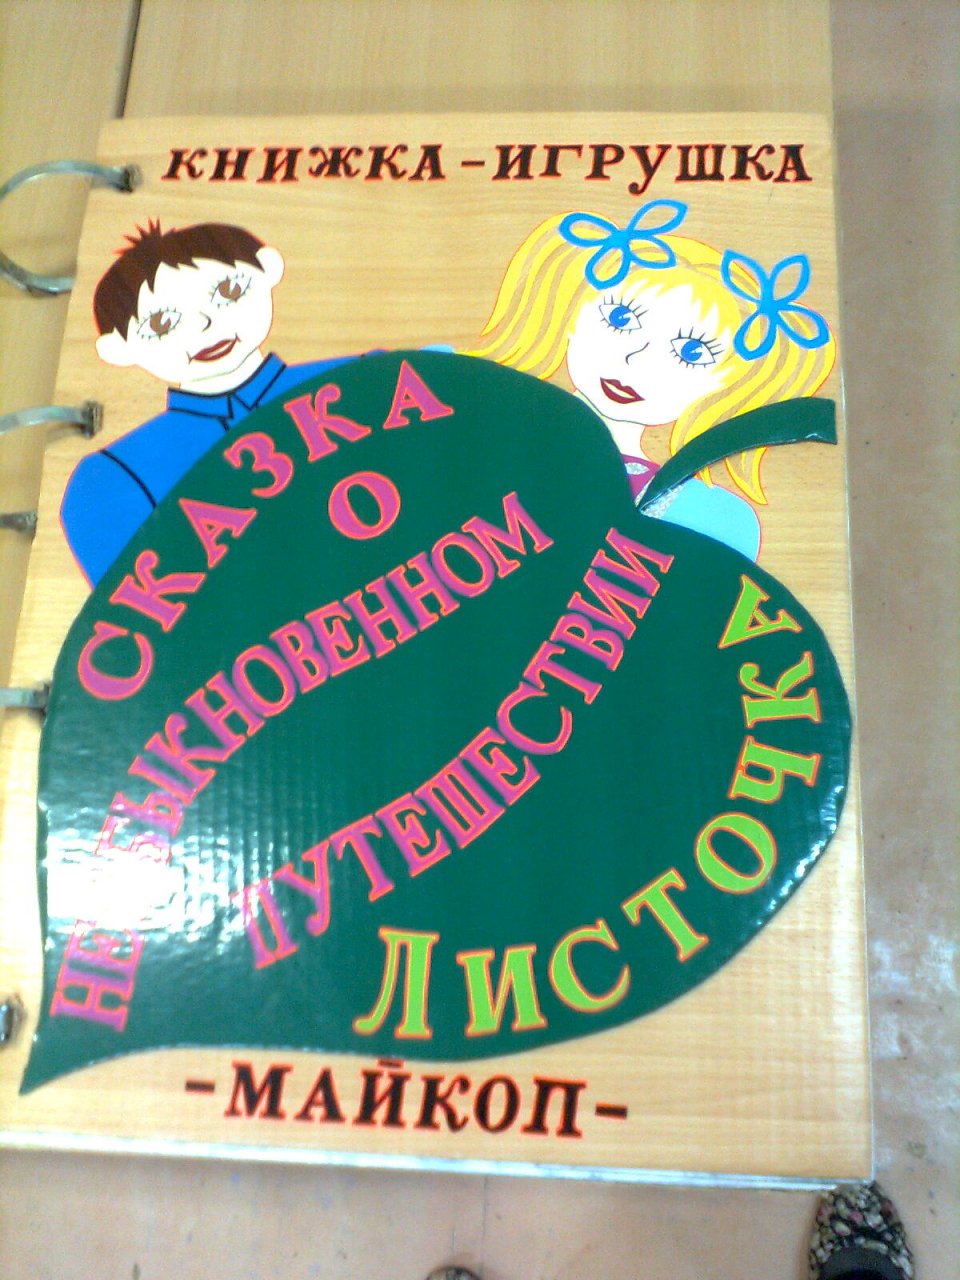 КНИЖКА-ИГРУШКА
СКАЗКА
О
НЕОБЫКНОВЕННОМ
ПУТЕШЕСТВИИ
ЛИСТОЧКА
-МАЙКОП-